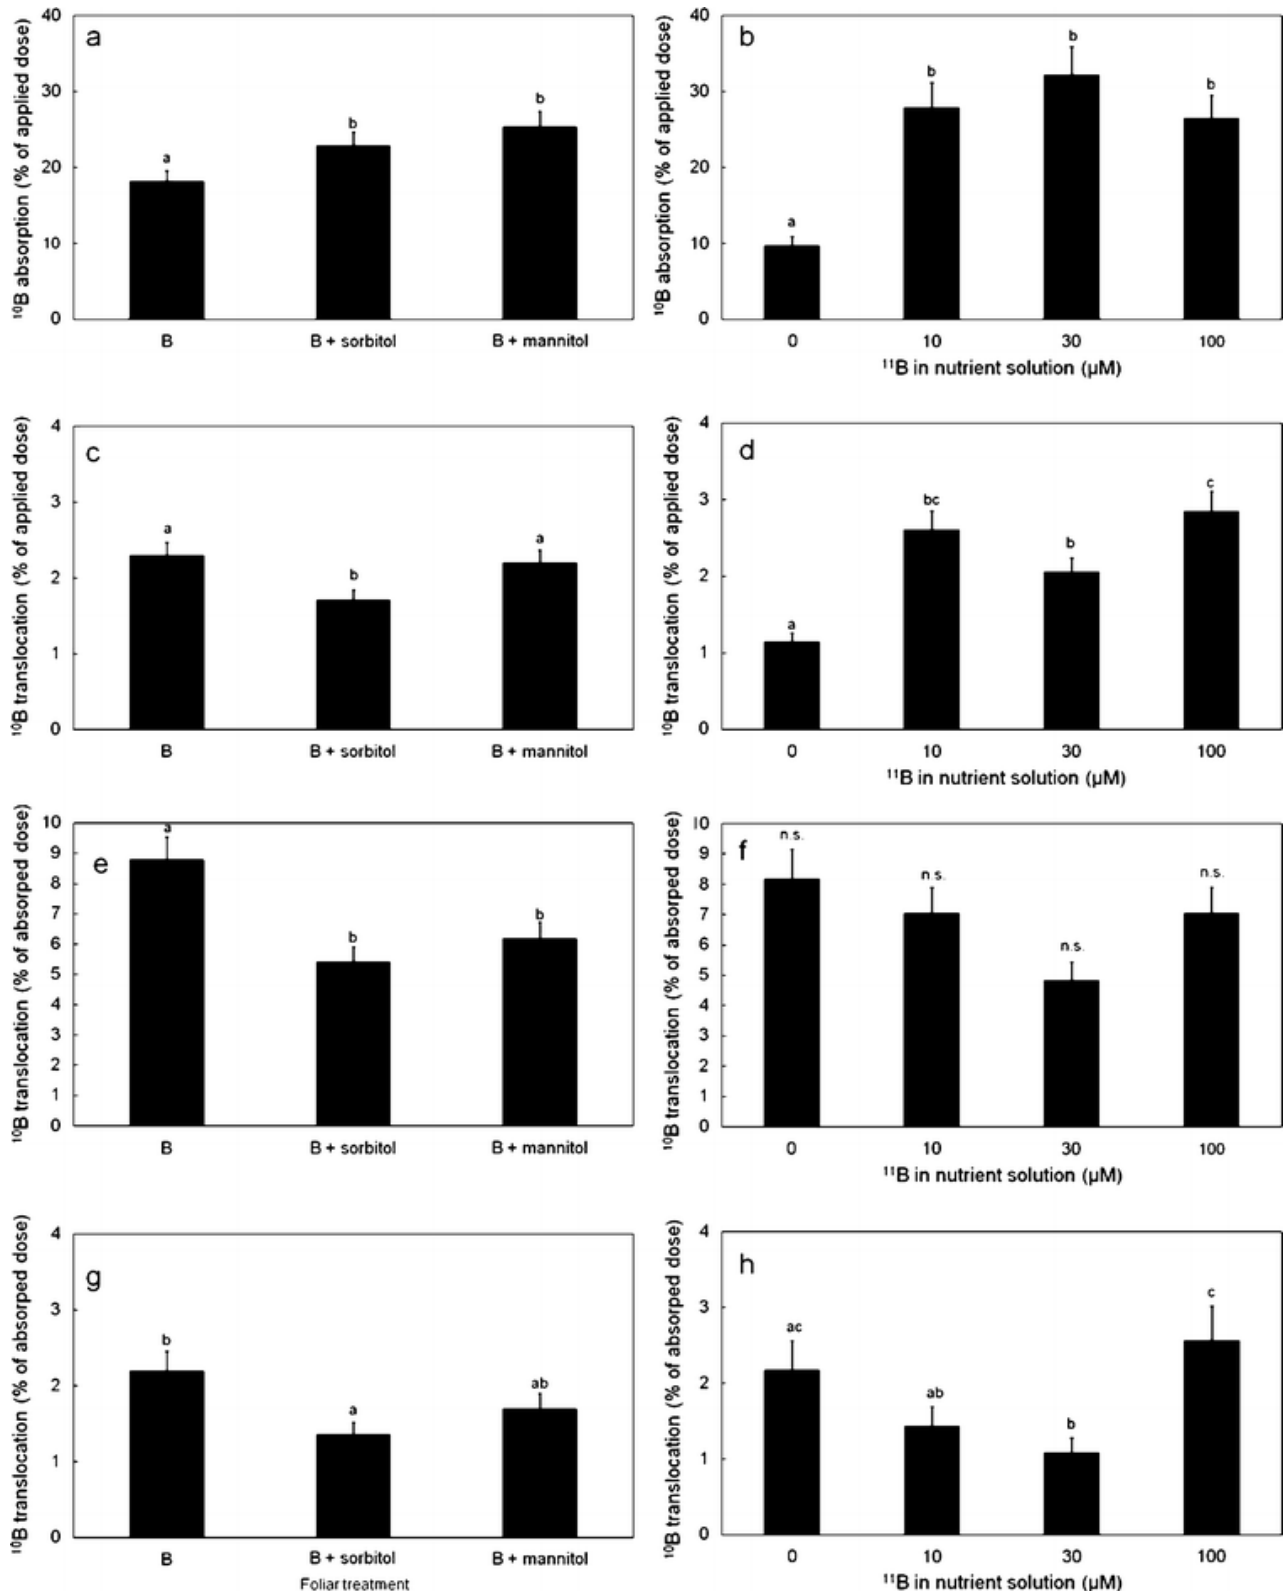 a
¹⁰B absorption (% of applied dose)
40
30
20
10
0
a
b
b
B
B + sorbitol
B + mannitol
b
¹⁰B absorption (% of applied dose)
40
30
20
10
0
a
b
b
b
0
10
30
100
¹¹B in nutrient solution (µM)
c
¹⁰B translocation (% of applied dose)
4
3
2
1
0
a
b
a
B
B + sorbitol
B + mannitol
d
¹⁰B translocation (% of applied dose)
4
3
2
1
0
a
bc
b
c
0
10
30
100
¹¹B in nutrient solution (µM)
e
¹⁰B translocation (% of absorped dose)
10
9
8
7
6
5
4
3
2
1
0
a
b
b
B
B + sorbitol
B + mannitol
f
¹⁰B translocation (% of absorped dose)
10
9
8
7
6
5
4
3
2
1
0
n.s.
n.s.
n.s.
n.s.
0
10
30
100
¹¹B in nutrient solution (µM)
g
¹⁰B translocation (% of absorped dose)
4
3
2
1
0
b
a
ab
B
B + sorbitol
B + mannitol
Foliar treatment
h
¹⁰B translocation (% of absorped dose)
4
3
2
1
0
ac
ab
b
c
0
10
30
100
¹¹B in nutrient solution (µM)